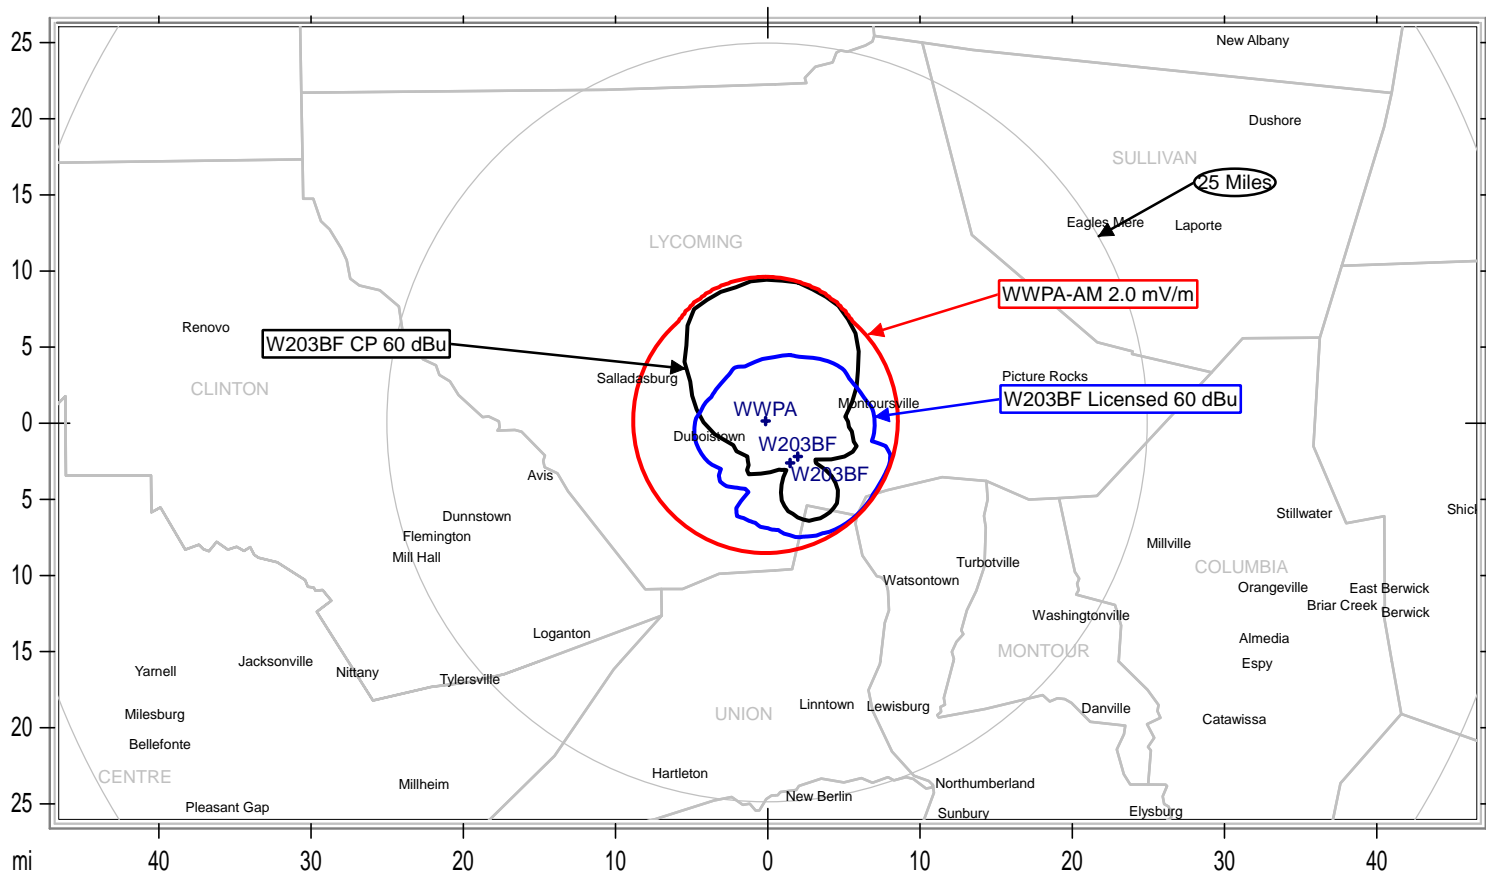 25
New Albany
20
Dushore
SULLIVAN
15
25 Miles
Eagles Mere
Laporte
LYCOMING
10
WWPA-AM 2.0 mV/m
Renovo
5
W203BF CP 60 dBu
Salladasburg
Picture Rocks
CLINTON
W203BF Licensed 60 dBu
WWPA
Montoursville
0
Duboistown
W203BF
W203BF
Avis
5
Dunnstown
Stillwater
Shick
Flemington
Millville
Mill Hall
Turbotville
COLUMBIA
10
Watsontown
Orangeville
East Berwick
Briar Creek
Berwick
Washingtonville
Loganton
Almedia
15
MONTOUR
Jacksonville
Espy
Yarnell
Nittany
Tylersville
Milesburg
UNION
Linntown
Lewisburg
Danville
Catawissa
20
Bellefonte
CENTRE
Hartleton
Millheim
Northumberland
New Berlin
25
Pleasant Gap
Sunbury
Elysburg
mi
40
30
20
10
0
10
20
30
40